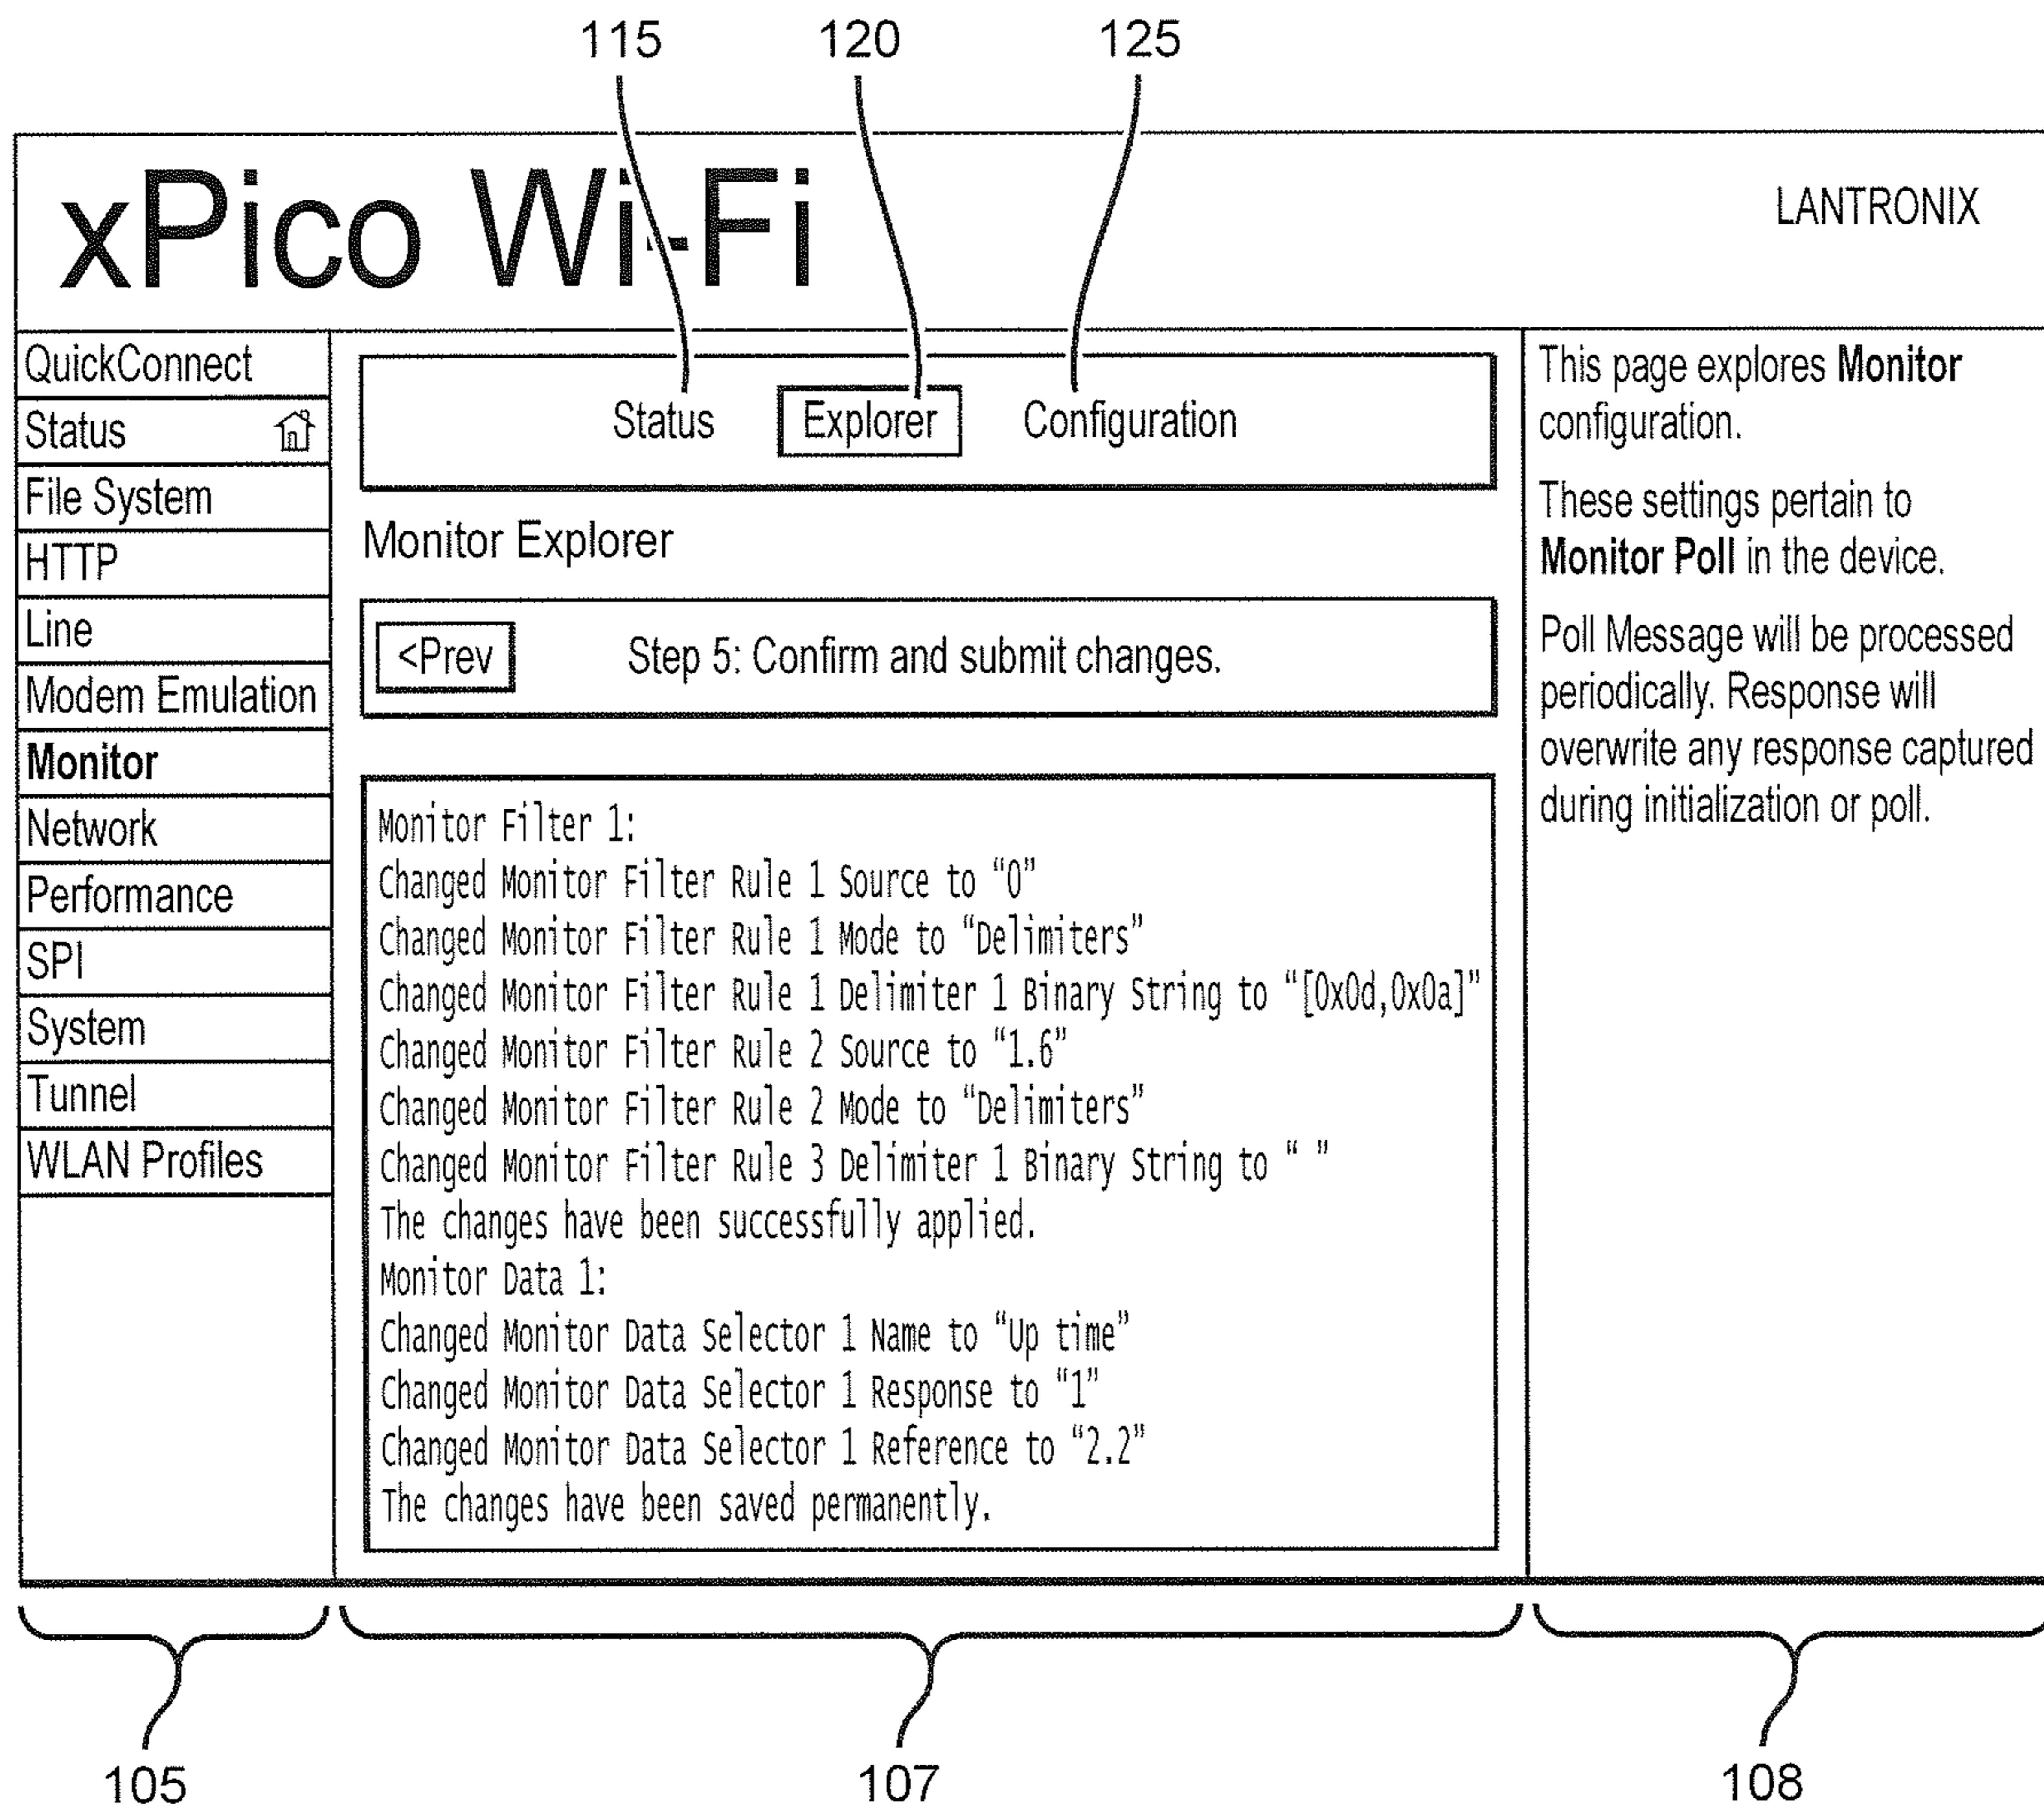 115 120 125
xPico Wi-Fi
LANTRONIX
QuickConnect
Status
File System
HTTP
Line
Modem Emulation
Monitor
Network
Performance
SPI
System
Tunnel
WLAN Profiles
Status Explorer Configuration
Monitor Explorer
<Prev Step 5: Confirm and submit changes.
Monitor Filter 1:
Changed Monitor Filter Rule 1 Source to “0”
Changed Monitor Filter Rule 1 Mode to “Delimiters”
Changed Monitor Filter Rule 1 Delimiter 1 Binary String to “[0x0d,0x0a]”
Changed Monitor Filter Rule 2 Source to “1.6”
Changed Monitor Filter Rule 2 Mode to “Delimiters”
Changed Monitor Filter Rule 3 Delimiter 1 Binary String to “ ”
The changes have been successfully applied.
Monitor Data 1:
Changed Monitor Data Selector 1 Name to “Up time”
Changed Monitor Data Selector 1 Response to “1”
Changed Monitor Data Selector 1 Reference to “2.2”
The changes have been saved permanently.
This page explores Monitor
configuration.
These settings pertain to
Monitor Poll in the device.
Poll Message will be processed
periodically. Response will
overwrite any response captured
during initialization or poll.
105 107 108